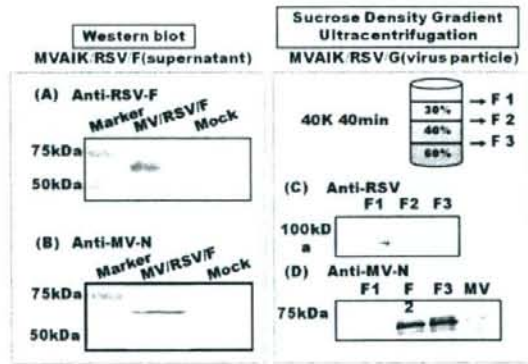 Western blot
MVAIK/RSV/F(supernatant)
(A) Anti-RSV-F
Marker
MV/RSV/F
Mock
75kDa
50kDa
(B) Anti-MV-N
Marker
MV/RSV/F
Mock
75kDa
50kDa
Sucrose Density Gradient
Ultracentrifugation
MVAIK/RSV/G(virus particle)
40K 40min
30%
40%
60%
F 1
F 2
F 3
(C) Anti-RSV
F1 F2 F3
100kD
a
(D) Anti-MV-N
F1 F F3 MV
2
75kDa